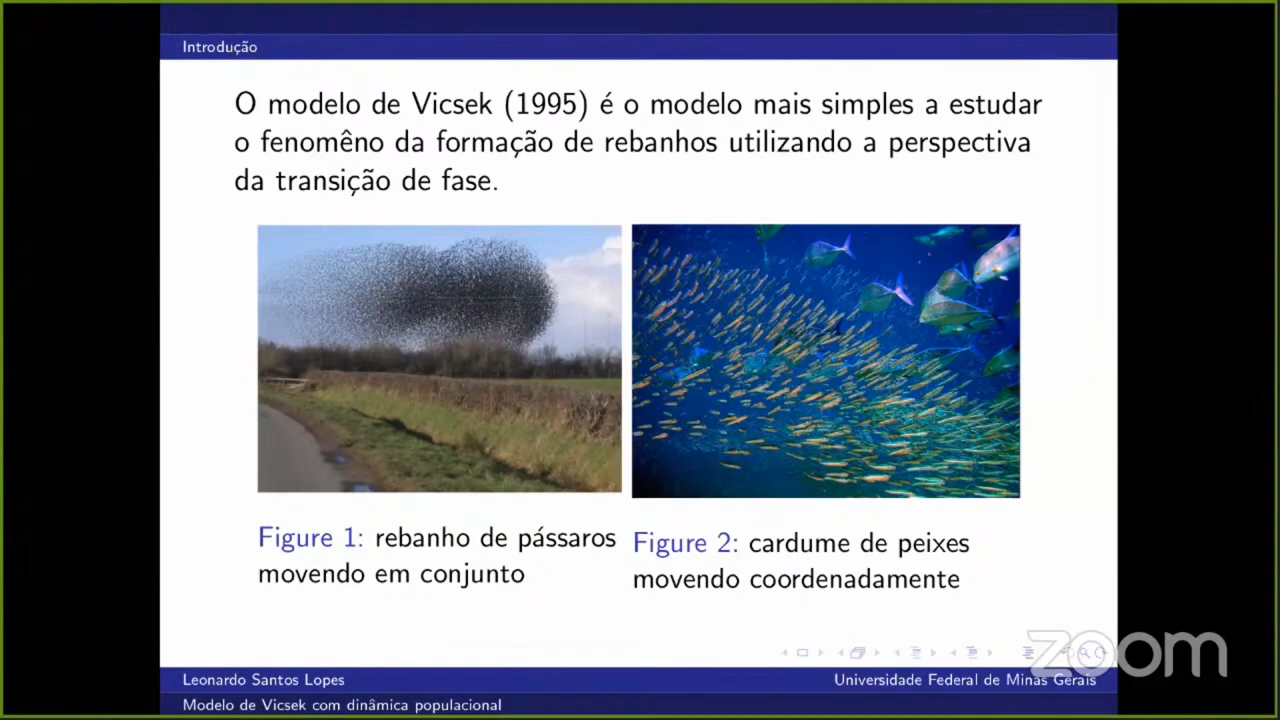 Introdução
O modelo de Vicsek (1995) é o modelo mais simples a estudar
o fenomêno da formação de rebanhos utilizando a perspectiva
da transição de fase.
Figure 1: rebanho de pássaros
movendo em conjunto
Figure 2: cardume de peixes
movendo coordenadamente
zoom
Leonardo Santos Lopes
Universidade Federal de Minas Gerais
Modelo de Vicsek com dinâmica populacional